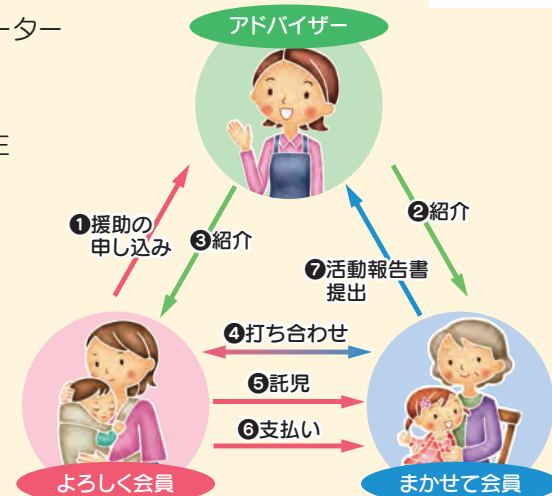 ーター
アドバイザー
❶援助の
申し込み
❸紹介
❷紹介
❼活動報告書
提出
❹打ち合わせ
❺託児
❻支払い
よろしく会員
まかせて会員